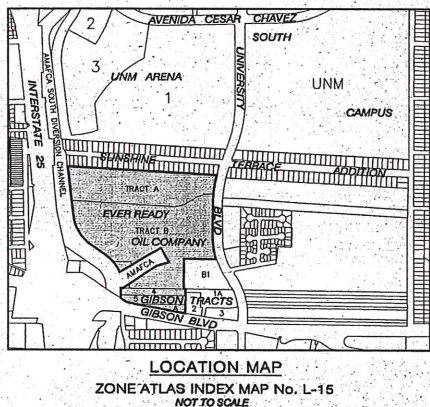 AVENIDA CESAR CHAVEZ
2
SOUTH
3
UNM ARENA
1
UNIVERSITY
UNM
CAMPUS
AMAFCA SOUTH DIVERSION CHANNEL
INTERSTATE 25
SUNSHINE TERRACE ADDITION
TRACT A
EVER READY
BLVD
TRACT B
OIL COMPANY
AMAFCA
B1
4
1A
5 GIBSON TRACTS
2
3
GIBSON BLVD
LOCATION MAP
ZONE ATLAS INDEX MAP No. L-15
NOT TO SCALE